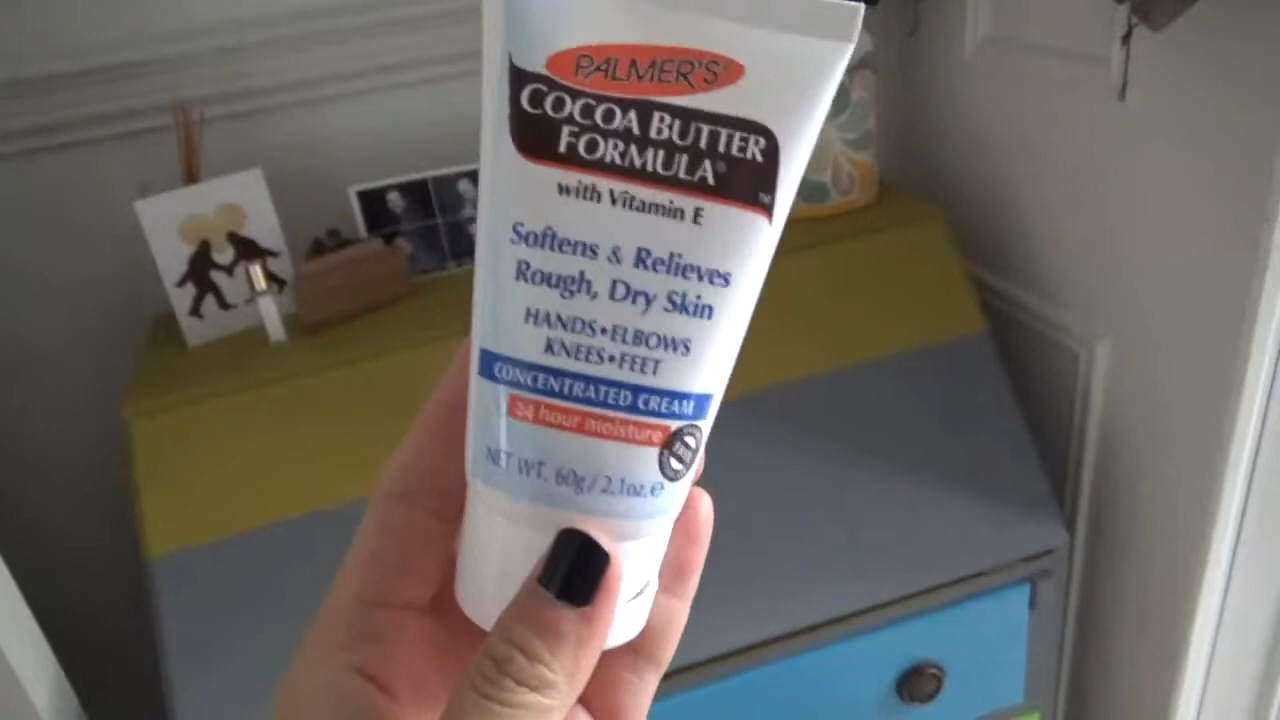 PALMER'S®
COCOA BUTTER
FORMULA®
TM
with Vitamin E
Softens & Relieves
Rough, Dry Skin
HANDS•ELBOWS
KNEES•FEET
CONCENTRATED CREAM
24 hour moisture
NET WT. 60g / 2.1oz. e